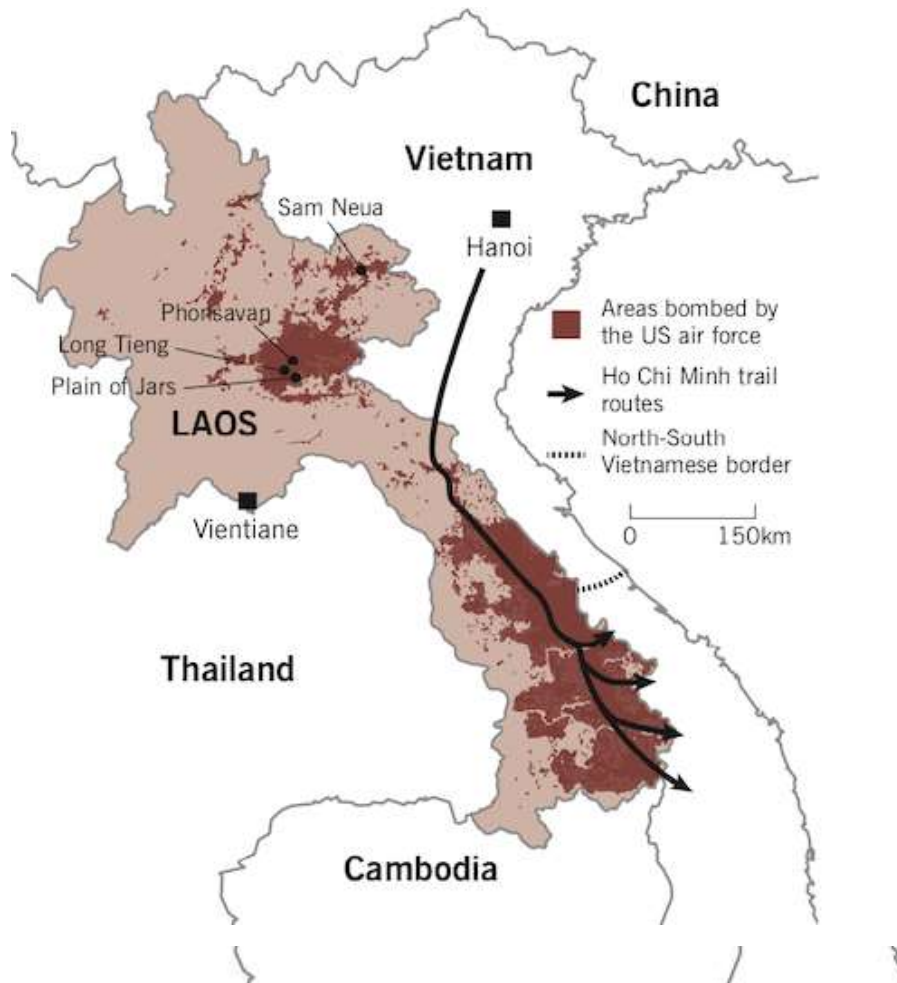 China
Vietnam
Sam Neua
Hanoi
Phonsavan
Long Tieng
Plain of Jars
LAOS
Vientiane
Areas bombed by
the US air force
Ho Chi Minh trail
routes
North-South
Vietnamese border
0 150km
Thailand
Cambodia